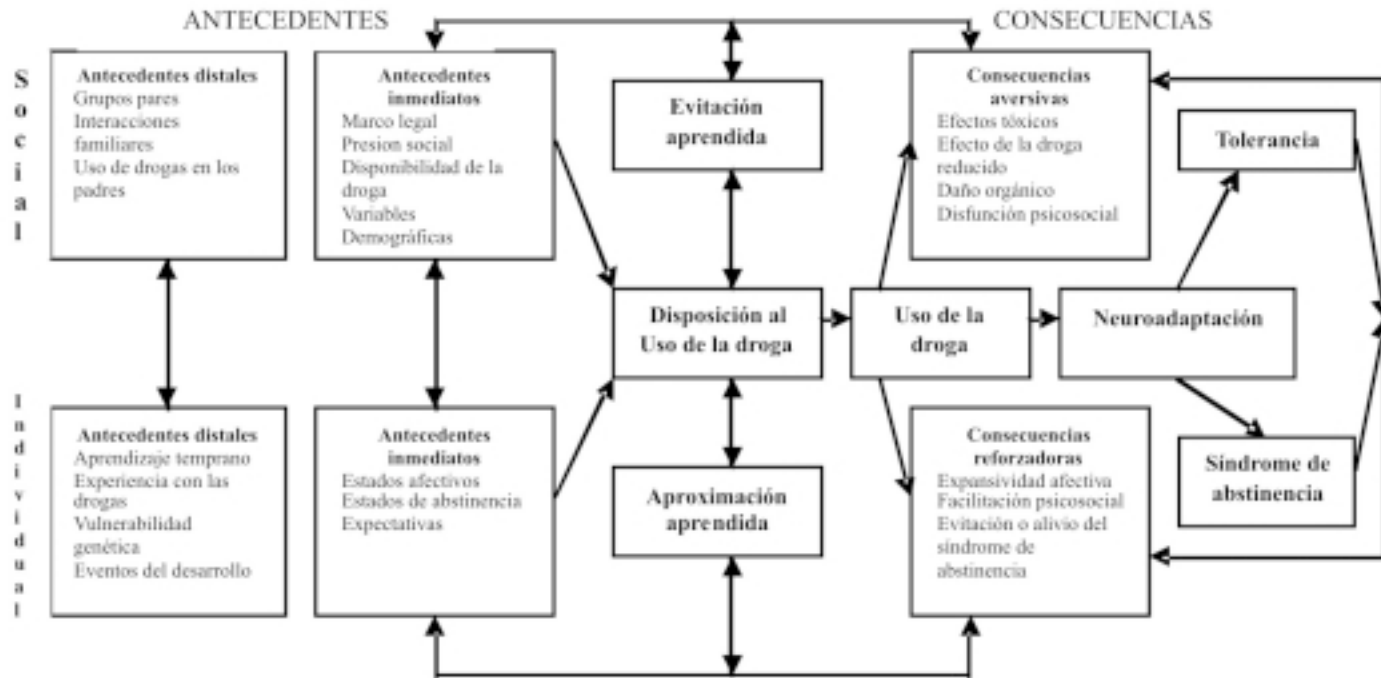 ANTECEDENTES
CONSECUENCIAS
Social
Antecedentes distales
Grupos pares
Interacciones
familiares
Uso de drogas en los
padres
Antecedentes
inmediatos
Marco legal
Presion social
Disponibilidad de la
droga
Variables
Demográficas
Evitación
aprendida
Consecuencias
aversivas
Efectos tóxicos
Efecto de la droga
reducido
Daño orgánico
Disfunción psicosocial
Tolerancia
Disposición al
Uso de la droga
Uso de la
droga
Neuroadaptación
Individual
Antecedentes distales
Aprendizaje temprano
Experiencia con las
drogas
Vulnerabilidad
genética
Eventos del desarrollo
Antecedentes
inmediatos
Estados afectivos
Estados de abstinencia
Expectativas
Aproximación
aprendida
Consecuencias
reforzadoras
Expansividad afectiva
Facilitación psicosocial
Evitación o alivio del
síndrome de
abstinencia
Síndrome de
abstinencia